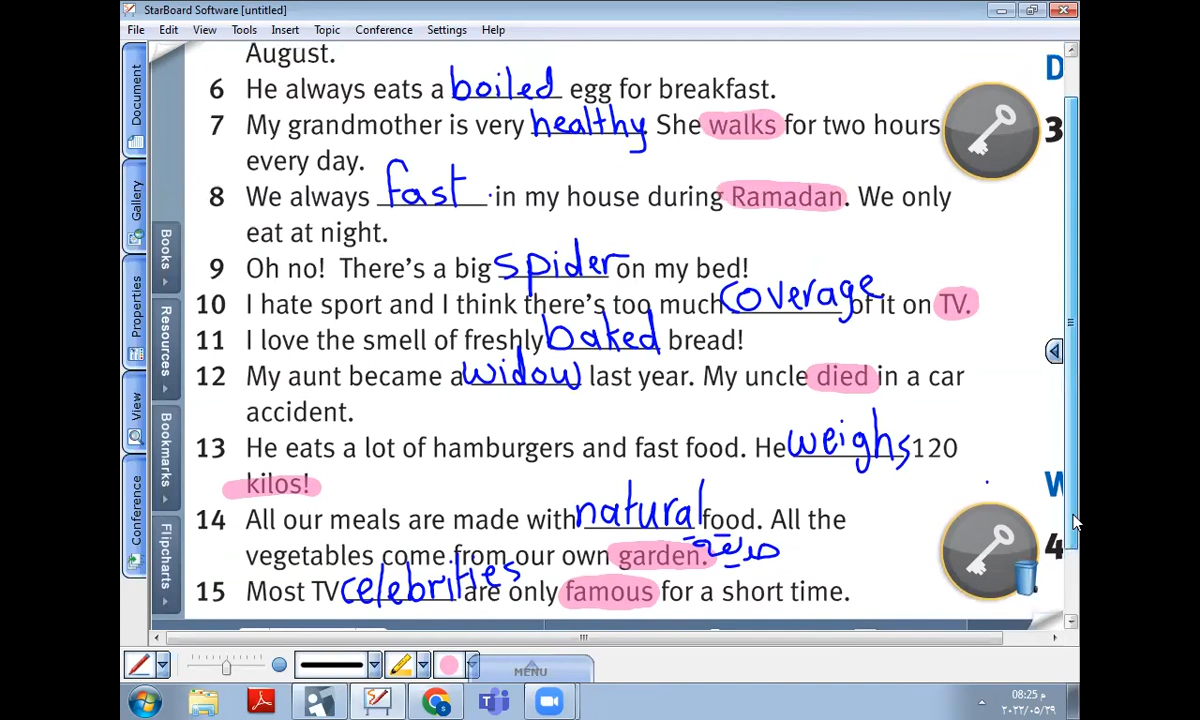 StarBoard Software [untitled]
File Edit View Tools Insert Topic Conference Settings Help
Document
Gallery
Properties
View
Conference
Books
Resources
Bookmarks
Flipcharts
August.
6 He always eats a boiled egg for breakfast.
7 My grandmother is very healthy. She walks for two hours
every day.
8 We always fast in my house during Ramadan. We only
eat at night.
9 Oh no! There's a big spider on my bed!
10 I hate sport and I think there's too much coverage of it on TV.
11 I love the smell of freshly baked bread!
12 My aunt became a widow last year. My uncle died in a car
accident.
13 He eats a lot of hamburgers and fast food. He weighs 120
kilos!
14 All our meals are made with natural food. All the
vegetables come from our own garden.
15 Most TV celebrities are only famous for a short time.
D
3
W
4
MENU
08:25 م
٢٠٢٢/٠٥/٢٩